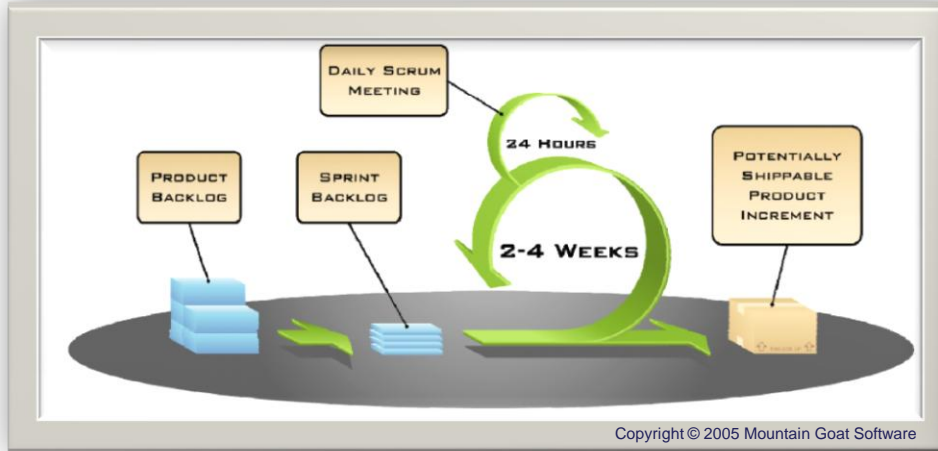 DAILY SCRUM
MEETING
24 HOURS
PRODUCT
BACKLOG
SPRINT
BACKLOG
POTENTIALLY
SHIPPABLE
PRODUCT
INCREMENT
2-4 WEEKS
Copyright © 2005 Mountain Goat Software